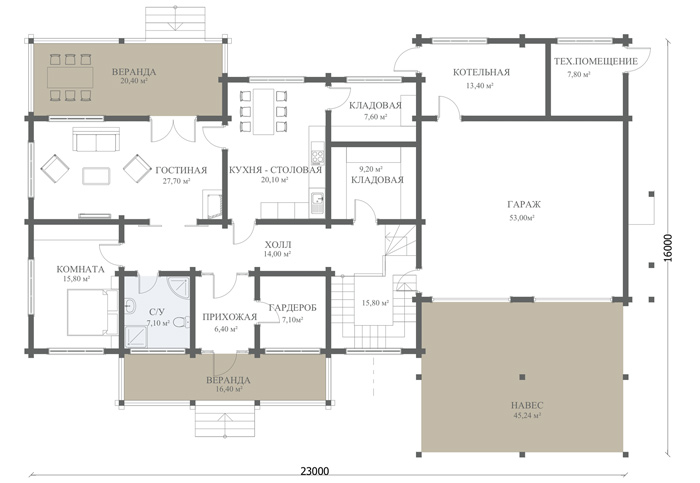 ВЕРАНДА
20,40 м²
КОТЕЛЬНАЯ
13,40 м²
ТЕХ.ПОМЕЩЕНИЕ
7,80 м²
КЛАДОВАЯ
7,60 м²
ГОСТИНАЯ
27,70 м²
КУХНЯ - СТОЛОВАЯ
20,10 м²
9,20 м²
КЛАДОВАЯ
ГАРАЖ
53,00м²
ХОЛЛ
14,00 м²
КОМНАТА
15,80 м²
С/У
7,10 м²
ПРИХОЖАЯ
6,40 м²
ГАРДЕРОБ
7,10м²
15,80 м²
ВЕРАНДА
16,40 м²
НАВЕС
45,24 м²
16000
23000